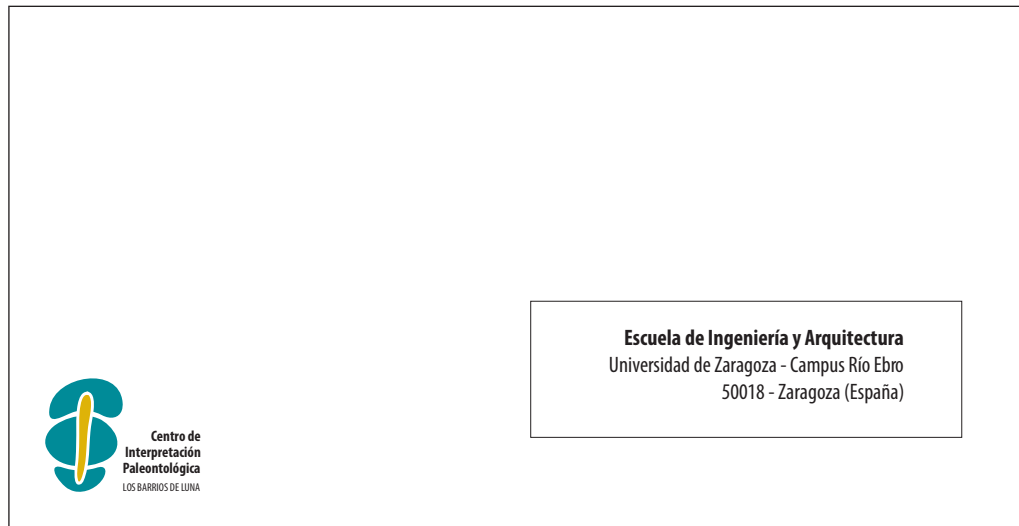 Escuela de Ingeniería y Arquitectura
Universidad de Zaragoza - Campus Río Ebro
50018 - Zaragoza (España)
Centro de
Interpretación
Paleontológica
LOS BARRIOS DE LUNA